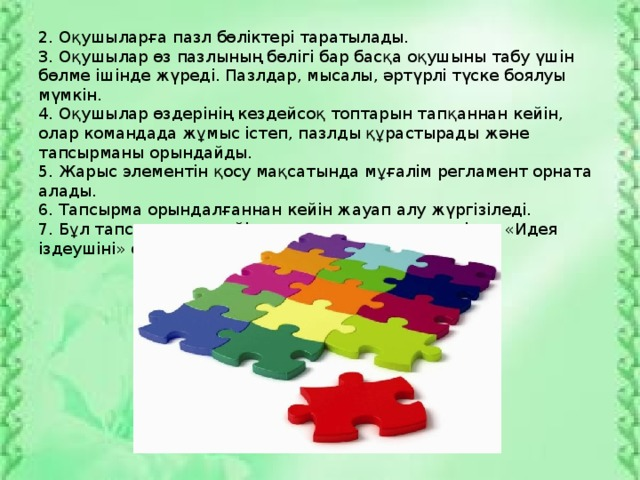 2. Оқушыларға пазл бөліктері таратылады.
3. Оқушылар өз пазлының бөлігі бар басқа оқушыны табу үшін
бөлме ішінде жүреді. Пазлдар, мысалы, әртүрлі түске боялуы
мүмкін.
4. Оқушылар өздерінің кездейсоқ топтарын тапқаннан кейін,
олар командада жұмыс істеп, пазлды құрастырады және
тапсырманы орындайды.
5. Жарыс элементін қосу мақсатында мұғалім регламент орната
алады.
6. Тапсырма орындалғаннан кейін жауап алу жүргізіледі.
7. Бұл «Идея
іздеушіні»